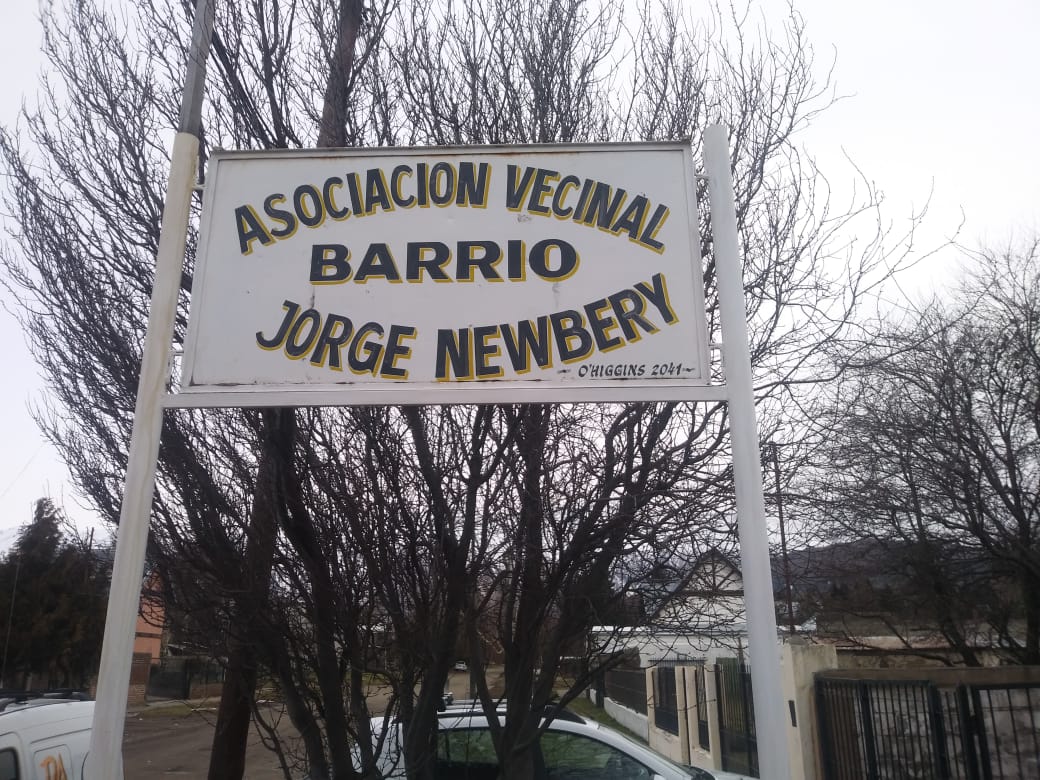 ASOCIACION VECINAL
BARRIO
JORGE NEWBERY
~ O'HIGGINS 2041 ~